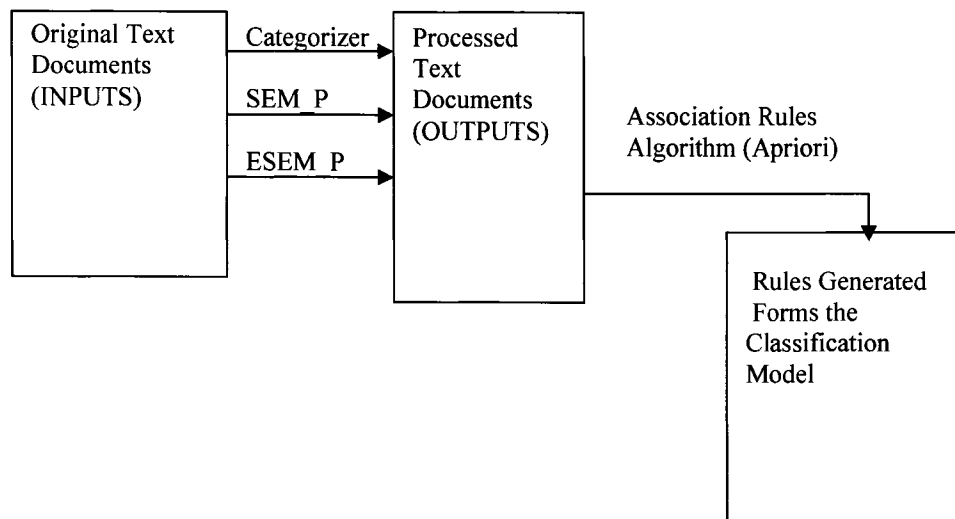 Original Text
Documents
(INPUTS)
Categorizer
SEM_P
ESEM_P
Processed
Text
Documents
(OUTPUTS)
Association Rules
Algorithm (Apriori)
Rules Generated
Forms the
Classification
Model